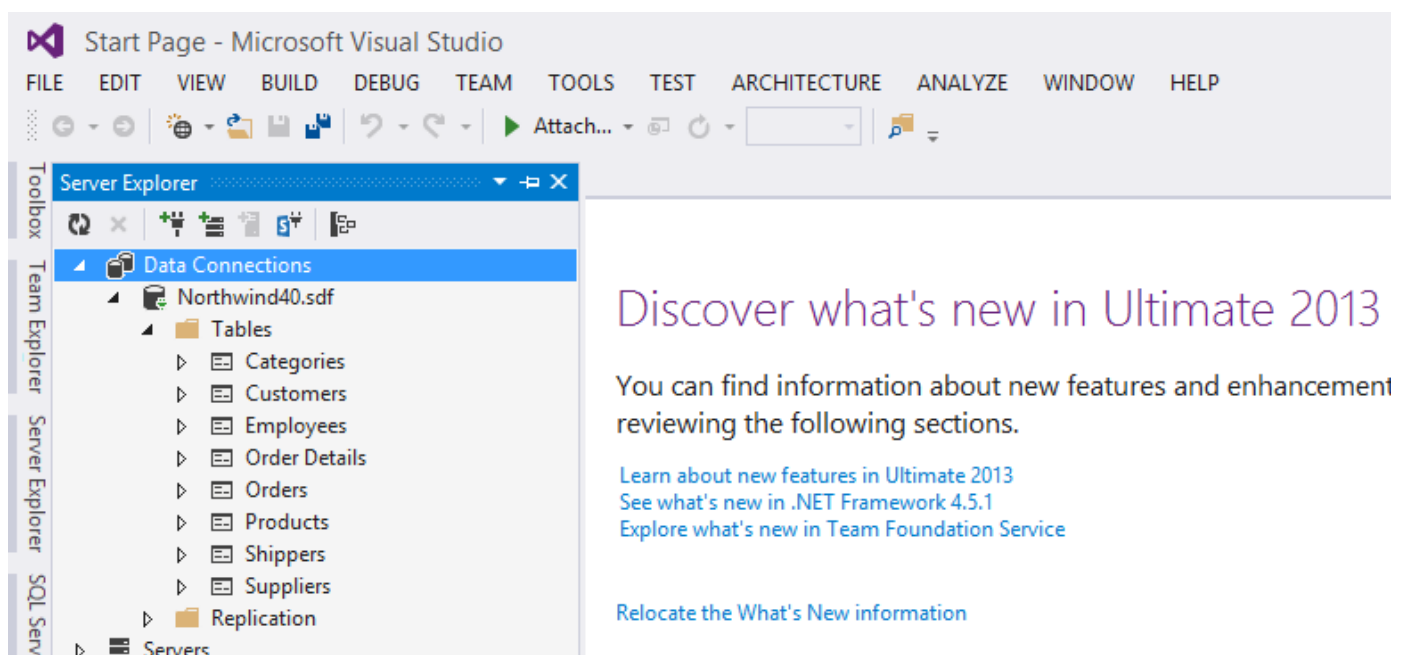 Start Page - Microsoft Visual Studio
FILE EDIT VIEW BUILD DEBUG TEAM TOOLS TEST ARCHITECTURE ANALYZE WINDOW HELP
Attach...
Toolbox
Team Explorer
Server Explorer
SQL Serv
Server Explorer
Data Connections
Northwind40.sdf
Tables
Categories
Customers
Employees
Order Details
Orders
Products
Shippers
Suppliers
Replication
Servers
Discover what's new in Ultimate 2013
You can find information about new features and enhancement
reviewing the following sections.
Learn about new features in Ultimate 2013
See what's new in .NET Framework 4.5.1
Explore what's new in Team Foundation Service
Relocate the What's New information